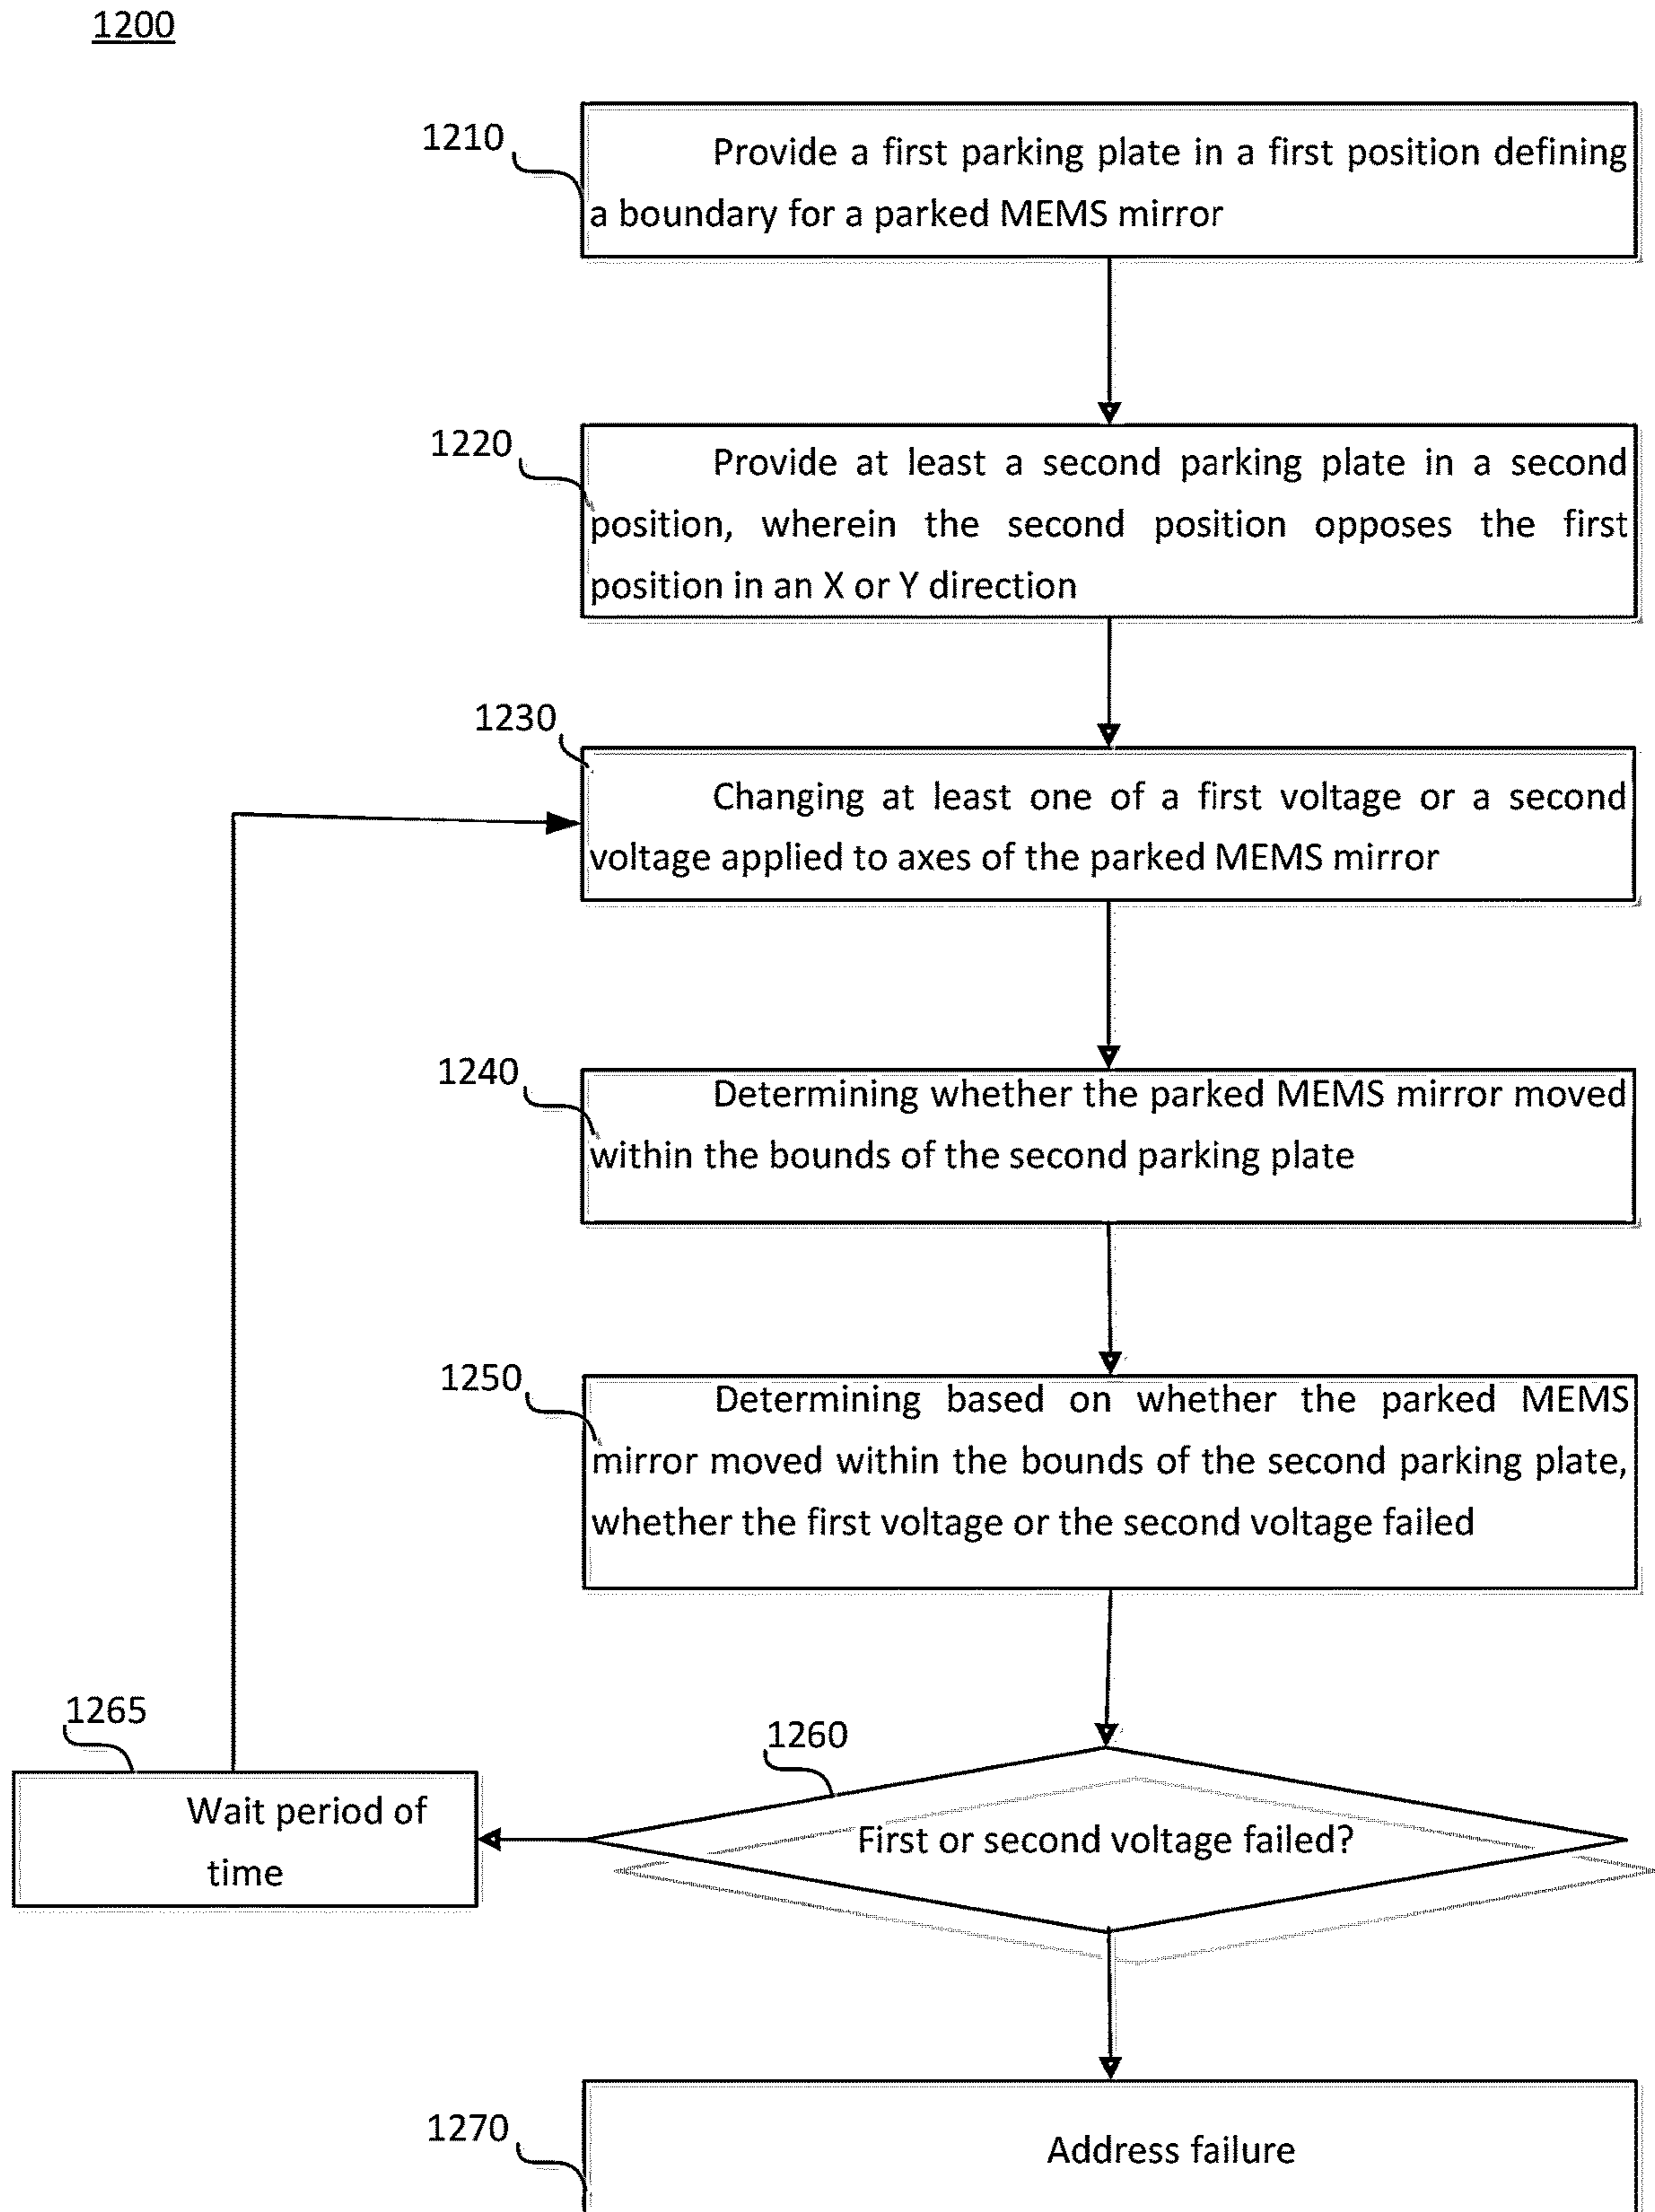 1200
1210
Provide a first parking plate in a first position defining
a boundary for a parked MEMS mirror
1220
Provide at least a second parking plate in a second
position, wherein the second position opposes the first
position in an X or Y direction
1230
Changing at least one of a first voltage or a second
voltage applied to axes of the parked MEMS mirror
1240
Determining whether the parked MEMS mirror moved
within the bounds of the second parking plate
1250
Determining based on whether the parked MEMS
mirror moved within the bounds of the second parking plate,
whether the first voltage or the second voltage failed
1265
Wait period of
time
1260
First or second voltage failed?
1270
Address failure